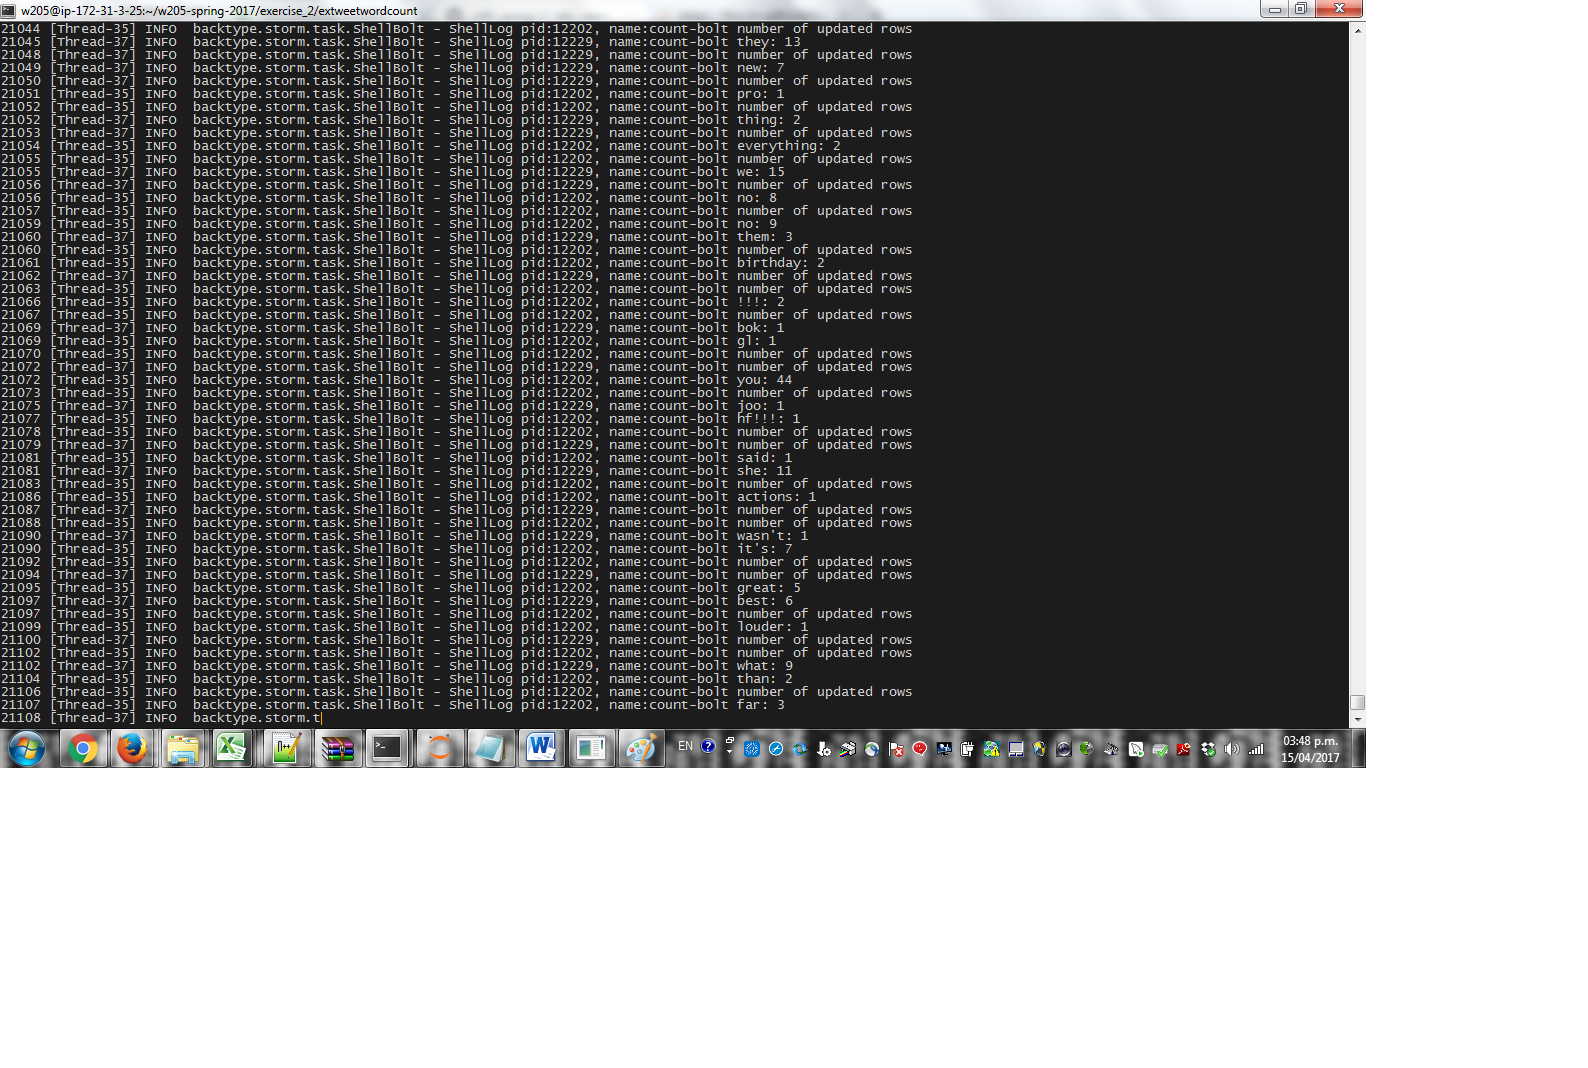 w205@ip-172-31-3-25:~/w205-spring-2017/exercise_2/extweetwordcount
21044 [Thread-35] INFO  backtype.storm.task.ShellBolt - ShellLog pid:12202, name:count-bolt number of updated rows
21045 [Thread-37] INFO  backtype.storm.task.ShellBolt - ShellLog pid:12229, name:count-bolt they: 13
21048 [Thread-37] INFO  backtype.storm.task.ShellBolt - ShellLog pid:12229, name:count-bolt number of updated rows
21049 [Thread-37] INFO  backtype.storm.task.ShellBolt - ShellLog pid:12229, name:count-bolt new: 7
21050 [Thread-37] INFO  backtype.storm.task.ShellBolt - ShellLog pid:12229, name:count-bolt number of updated rows
21051 [Thread-35] INFO  backtype.storm.task.ShellBolt - ShellLog pid:12202, name:count-bolt pro: 1
21052 [Thread-35] INFO  backtype.storm.task.ShellBolt - ShellLog pid:12202, name:count-bolt number of updated rows
21052 [Thread-37] INFO  backtype.storm.task.ShellBolt - ShellLog pid:12229, name:count-bolt thing: 2
21053 [Thread-37] INFO  backtype.storm.task.ShellBolt - ShellLog pid:12229, name:count-bolt number of updated rows
21054 [Thread-35] INFO  backtype.storm.task.ShellBolt - ShellLog pid:12202, name:count-bolt everything: 2
21055 [Thread-35] INFO  backtype.storm.task.ShellBolt - ShellLog pid:12202, name:count-bolt number of updated rows
21055 [Thread-37] INFO  backtype.storm.task.ShellBolt - ShellLog pid:12229, name:count-bolt we: 15
21056 [Thread-37] INFO  backtype.storm.task.ShellBolt - ShellLog pid:12229, name:count-bolt number of updated rows
21056 [Thread-35] INFO  backtype.storm.task.ShellBolt - ShellLog pid:12202, name:count-bolt no: 8
21057 [Thread-35] INFO  backtype.storm.task.ShellBolt - ShellLog pid:12202, name:count-bolt number of updated rows
21059 [Thread-35] INFO  backtype.storm.task.ShellBolt - ShellLog pid:12202, name:count-bolt no: 9
21060 [Thread-37] INFO  backtype.storm.task.ShellBolt - ShellLog pid:12229, name:count-bolt them: 3
21060 [Thread-35] INFO  backtype.storm.task.ShellBolt - ShellLog pid:12202, name:count-bolt number of updated rows
21061 [Thread-35] INFO  backtype.storm.task.ShellBolt - ShellLog pid:12202, name:count-bolt birthday: 2
21062 [Thread-37] INFO  backtype.storm.task.ShellBolt - ShellLog pid:12229, name:count-bolt number of updated rows
21063 [Thread-35] INFO  backtype.storm.task.ShellBolt - ShellLog pid:12202, name:count-bolt number of updated rows
21066 [Thread-35] INFO  backtype.storm.task.ShellBolt - ShellLog pid:12202, name:count-bolt !!!: 2
21067 [Thread-35] INFO  backtype.storm.task.ShellBolt - ShellLog pid:12202, name:count-bolt number of updated rows
21069 [Thread-37] INFO  backtype.storm.task.ShellBolt - ShellLog pid:12229, name:count-bolt bok: 1
21069 [Thread-35] INFO  backtype.storm.task.ShellBolt - ShellLog pid:12202, name:count-bolt gl: 1
21070 [Thread-35] INFO  backtype.storm.task.ShellBolt - ShellLog pid:12202, name:count-bolt number of updated rows
21072 [Thread-37] INFO  backtype.storm.task.ShellBolt - ShellLog pid:12229, name:count-bolt number of updated rows
21072 [Thread-35] INFO  backtype.storm.task.ShellBolt - ShellLog pid:12202, name:count-bolt you: 44
21073 [Thread-35] INFO  backtype.storm.task.ShellBolt - ShellLog pid:12202, name:count-bolt number of updated rows
21075 [Thread-37] INFO  backtype.storm.task.ShellBolt - ShellLog pid:12229, name:count-bolt joo: 1
21077 [Thread-35] INFO  backtype.storm.task.ShellBolt - ShellLog pid:12202, name:count-bolt hf!!!: 1
21078 [Thread-35] INFO  backtype.storm.task.ShellBolt - ShellLog pid:12202, name:count-bolt number of updated rows
21079 [Thread-37] INFO  backtype.storm.task.ShellBolt - ShellLog pid:12229, name:count-bolt number of updated rows
21081 [Thread-35] INFO  backtype.storm.task.ShellBolt - ShellLog pid:12202, name:count-bolt said: 1
21081 [Thread-37] INFO  backtype.storm.task.ShellBolt - ShellLog pid:12229, name:count-bolt she: 11
21083 [Thread-35] INFO  backtype.storm.task.ShellBolt - ShellLog pid:12202, name:count-bolt number of updated rows
21086 [Thread-35] INFO  backtype.storm.task.ShellBolt - ShellLog pid:12202, name:count-bolt actions: 1
21087 [Thread-37] INFO  backtype.storm.task.ShellBolt - ShellLog pid:12229, name:count-bolt number of updated rows
21088 [Thread-35] INFO  backtype.storm.task.ShellBolt - ShellLog pid:12202, name:count-bolt number of updated rows
21090 [Thread-37] INFO  backtype.storm.task.ShellBolt - ShellLog pid:12229, name:count-bolt wasn't: 1
21090 [Thread-35] INFO  backtype.storm.task.ShellBolt - ShellLog pid:12202, name:count-bolt it's: 7
21092 [Thread-35] INFO  backtype.storm.task.ShellBolt - ShellLog pid:12202, name:count-bolt number of updated rows
21094 [Thread-37] INFO  backtype.storm.task.ShellBolt - ShellLog pid:12229, name:count-bolt number of updated rows
21095 [Thread-35] INFO  backtype.storm.task.ShellBolt - ShellLog pid:12202, name:count-bolt great: 5
21097 [Thread-37] INFO  backtype.storm.task.ShellBolt - ShellLog pid:12229, name:count-bolt best: 6
21097 [Thread-35] INFO  backtype.storm.task.ShellBolt - ShellLog pid:12202, name:count-bolt number of updated rows
21099 [Thread-35] INFO  backtype.storm.task.ShellBolt - ShellLog pid:12202, name:count-bolt louder: 1
21100 [Thread-37] INFO  backtype.storm.task.ShellBolt - ShellLog pid:12229, name:count-bolt number of updated rows
21102 [Thread-35] INFO  backtype.storm.task.ShellBolt - ShellLog pid:12202, name:count-bolt number of updated rows
21102 [Thread-37] INFO  backtype.storm.task.ShellBolt - ShellLog pid:12229, name:count-bolt what: 9
21104 [Thread-35] INFO  backtype.storm.task.ShellBolt - ShellLog pid:12202, name:count-bolt than: 2
21106 [Thread-35] INFO  backtype.storm.task.ShellBolt - ShellLog pid:12202, name:count-bolt number of updated rows
21107 [Thread-35] INFO  backtype.storm.task.ShellBolt - ShellLog pid:12202, name:count-bolt far: 3
21108 [Thread-37] INFO  backtype.storm.t
EN
03:48 p.m.
15/04/2017